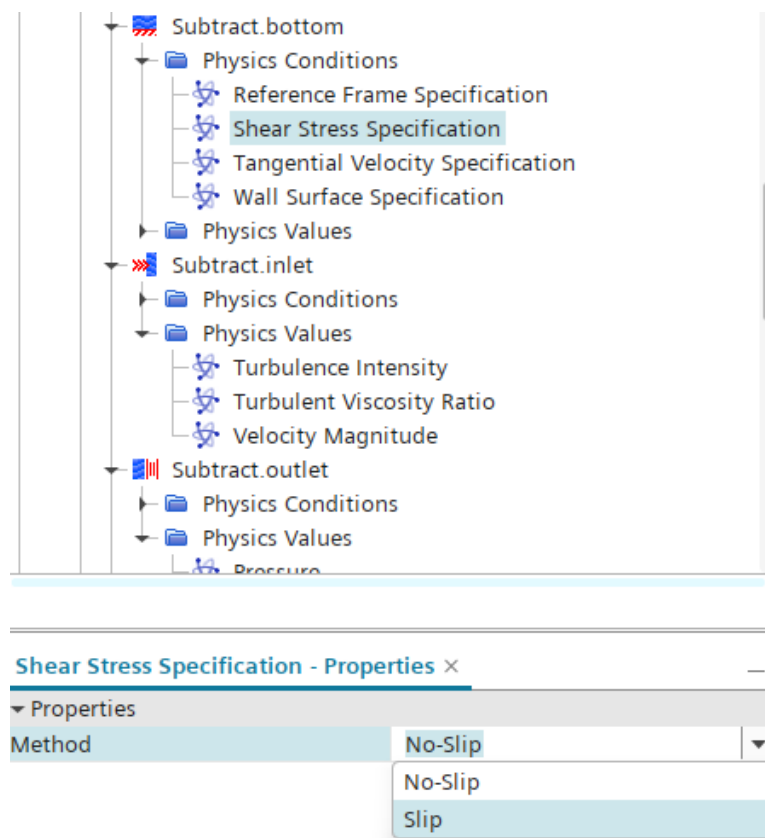 Subtract.bottom
Physics Conditions
Reference Frame Specification
Shear Stress Specification
Tangential Velocity Specification
Wall Surface Specification
Physics Values
Subtract.inlet
Physics Conditions
Physics Values
Turbulence Intensity
Turbulent Viscosity Ratio
Velocity Magnitude
Subtract.outlet
Physics Conditions
Physics Values
Pressure
Shear Stress Specification - Properties ×
Properties
Method No-Slip
No-Slip
Slip